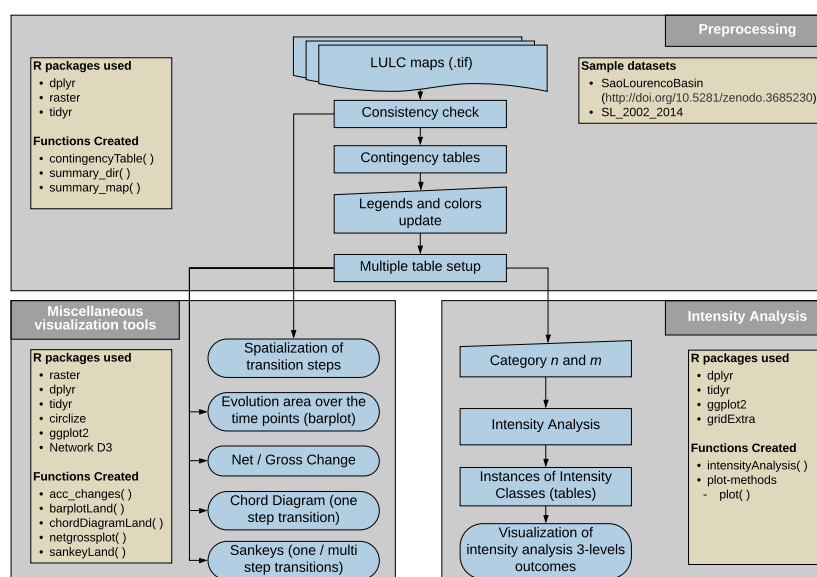 Preprocessing
R packages used
• dplyr
• raster
• tidyr
Functions Created
• contingencyTable( )
• summary_dir( )
• summary_map( )
LULC maps (.tif)
Consistency check
Contingency tables
Legends and colors
update
Multiple table setup
Sample datasets
• SaoLourencoBasin
(http://doi.org/10.5281/zenodo.3685230)
• SL_2002_2014
Miscellaneous
visualization tools
R packages used
• raster
• dplyr
• tidyr
• circlize
• ggplot2
• Network D3
Functions Created
• acc_changes( )
• barplotLand( )
• chordDiagramLand( )
• netgrossplot( )
• sankeyLand( )
Spatialization of
transition steps
Evolution area over the
time points (barplot)
Net / Gross Change
Chord Diagram (one
step transition)
Sankeys (one / multi
step transitions)
Intensity Analysis
Category n and m
Intensity Analysis
Instances of Intensity
Classes (tables)
Visualization of
intensity analysis 3-levels
outcomes
R packages used
• dplyr
• tidyr
• ggplot2
• gridExtra
Functions Created
• intensityAnalysis( )
• plot-methods
- plot( )